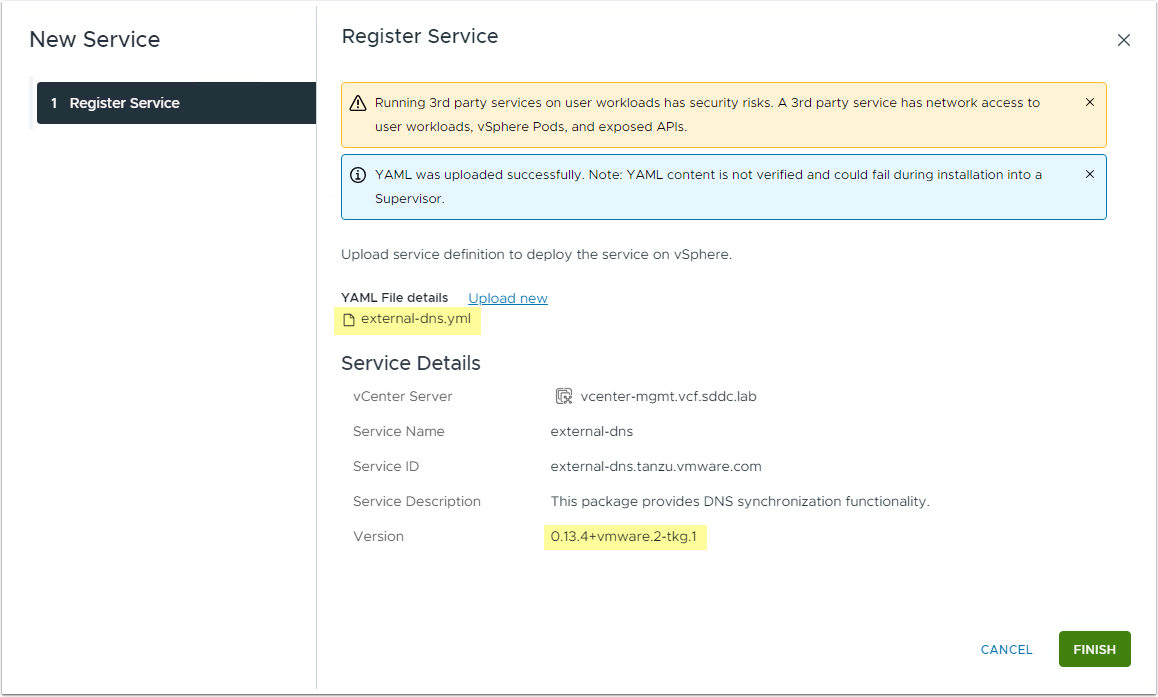 New Service
1 Register Service
Register Service
Running 3rd party services on user workloads has security risks. A 3rd party service has network access to
user workloads, vSphere Pods, and exposed APIs.
YAML was uploaded successfully. Note: YAML content is not verified and could fail during installation into a
Supervisor.
Upload service definition to deploy the service on vSphere.
YAML File details Upload new
external-dns.yml
Service Details
vCenter Server vcenter-mgmt.vcf.sddc.lab
Service Name external-dns
Service ID external-dns.tanzu.vmware.com
Service Description This package provides DNS synchronization functionality.
Version 0.13.4+vmware.2-tkg.1
CANCEL FINISH